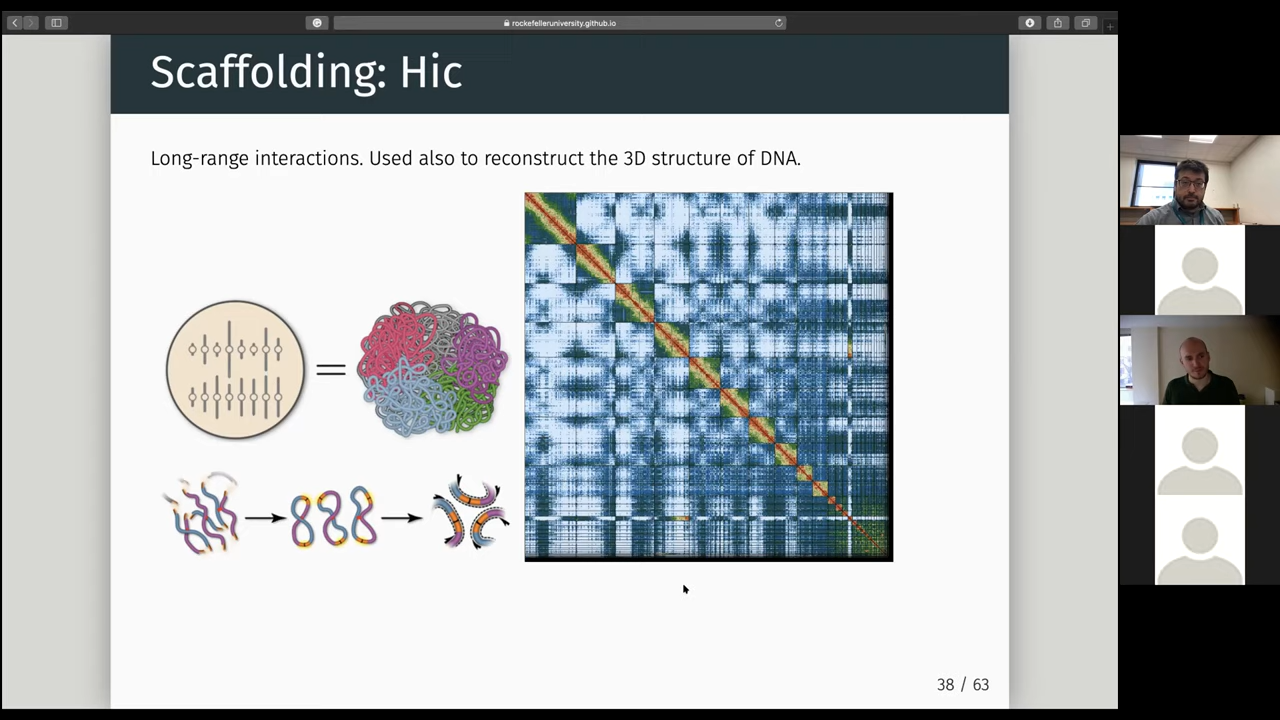 rockefelleruniversity.github.io
Scaffolding: Hic
Long-range interactions. Used also to reconstruct the 3D structure of DNA.
38 / 63